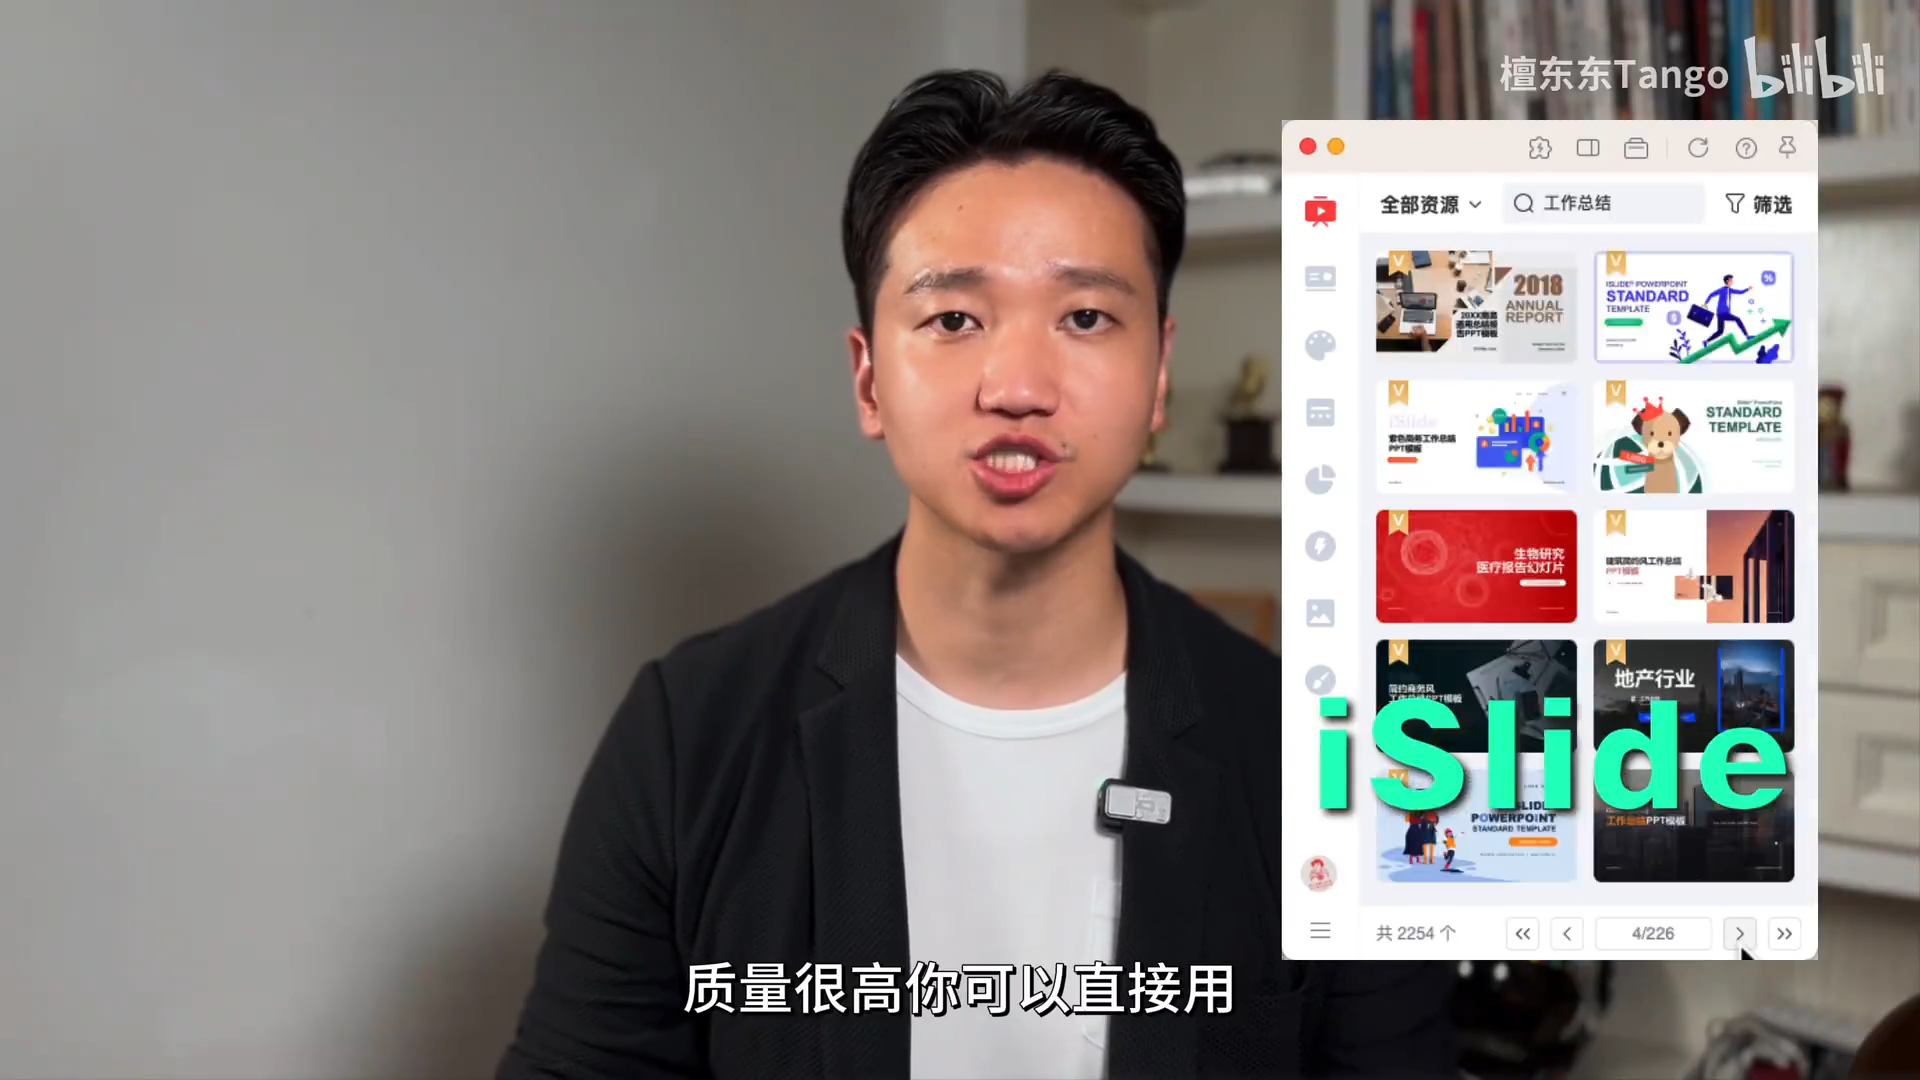 檀东东Tango bilibili
全部资源
工作总结
筛选
2018
ANNUAL
REPORT
20XX商品
通用总结报
告PPT模板
ISLIDE® POWERPOINT
STANDARD
TEMPLATE
iSlide
紫色商务工作总结
PPT模板
STANDARD
TEMPLATE
生物研究
医疗报告幻灯片
建筑简约风工作总结
PPT模板
简约商务风
工作总结PPT模板
地产行业
iSlide
POWERPOINT
STANDARD TEMPLATE
工作总结PPT模板
共 2254 个
4/226
质量很高你可以直接用